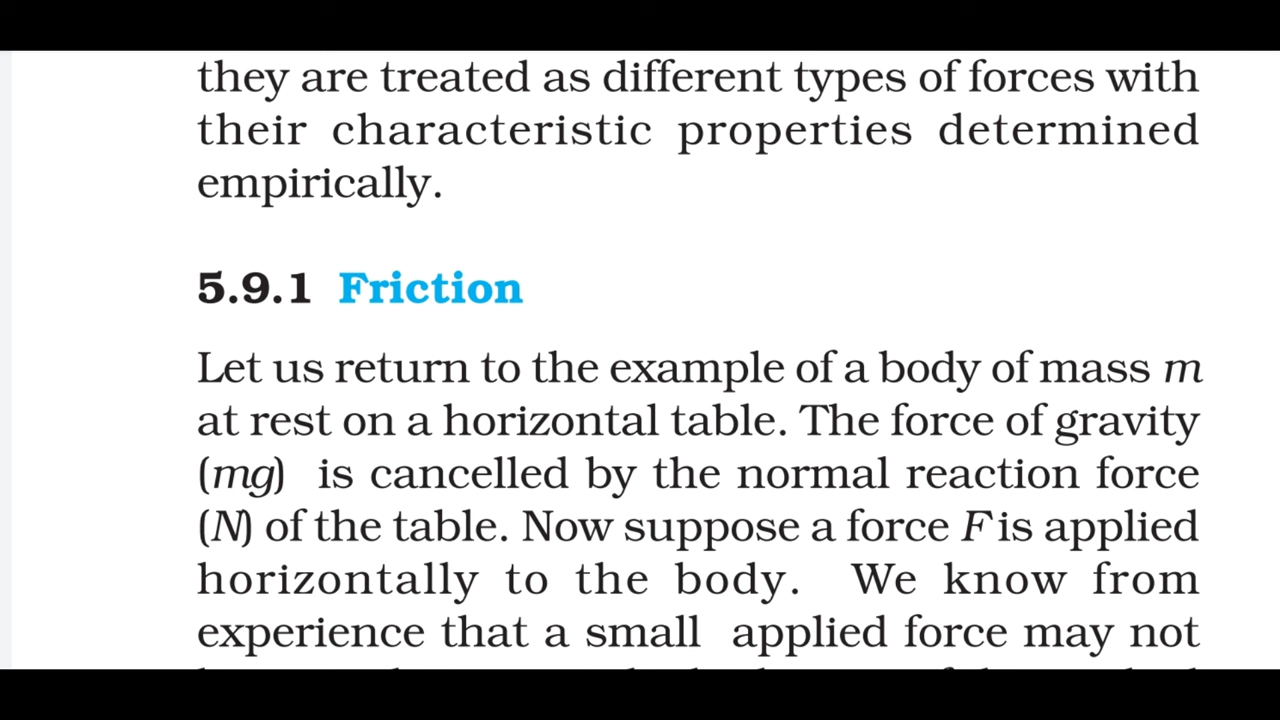 they are treated as different types of forces with
their characteristic properties determined
empirically.
5.9.1 Friction
Let us return to the example of a body of mass m
at rest on a horizontal table. The force of gravity
(mg) is cancelled by the normal reaction force
(N) of the table. Now suppose a force F is applied
horizontally to the body. We know from
experience that a small applied force may not